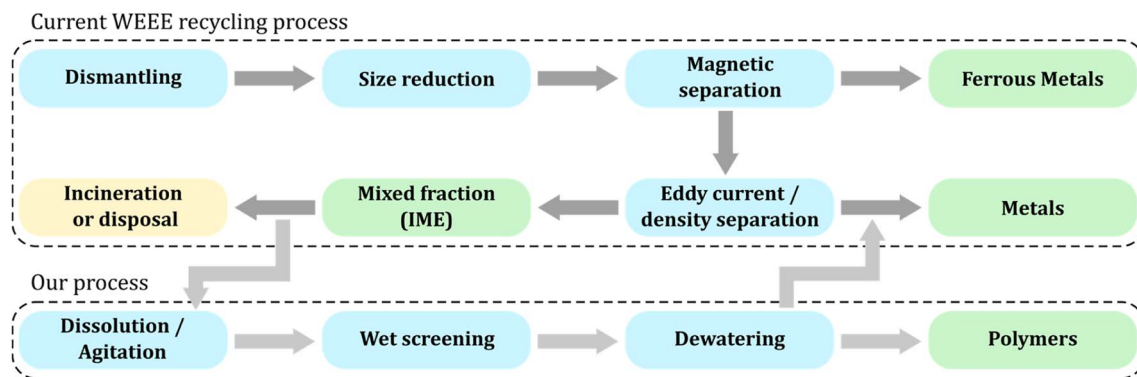 Current WEEE recycling process
Dismantling
Size reduction
Magnetic
separation
Ferrous Metals
Incineration
or disposal
Mixed fraction
(IME)
Eddy current /
density separation
Metals
Our process
Dissolution /
Agitation
Wet screening
Dewatering
Polymers